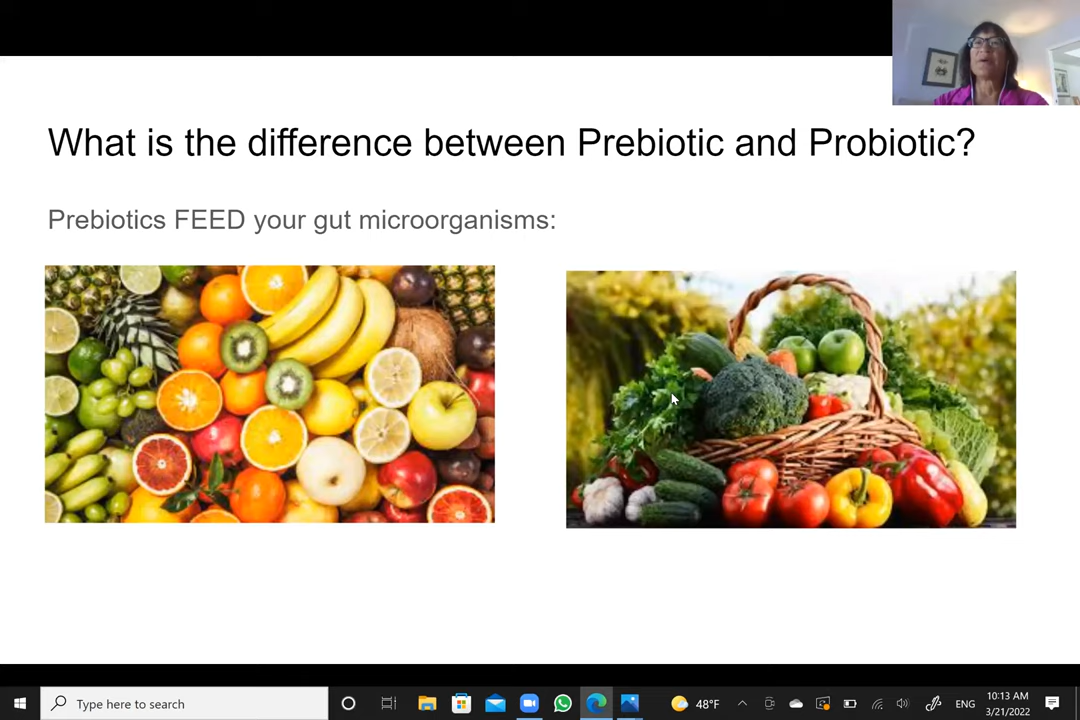 What is the difference between Prebiotic and Probiotic?
Prebiotics FEED your gut microorganisms:
Type here to search
48°F
ENG
10:13 AM
3/21/2022